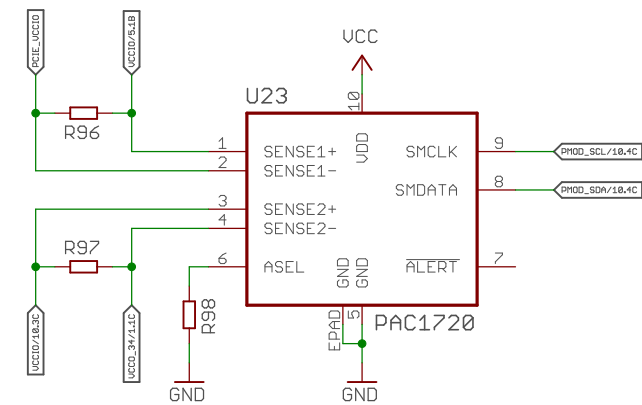 PCIE_VCCIO
VCCIO/5.1B
VCC
U23
10
R96
VDD
1
SENSE1+
SMCLK
9
PMOD_SCL/10.4C
2
SENSE1-
3
SENSE2+
SMDATA
8
PMOD_SDA/10.4C
4
SENSE2-
R97
6
ASEL
GND
GND
ALERT
7
R98
EPAD
5
PAC1720
VCCIO/10.3C
VCCO_34/1.1C
GND
GND